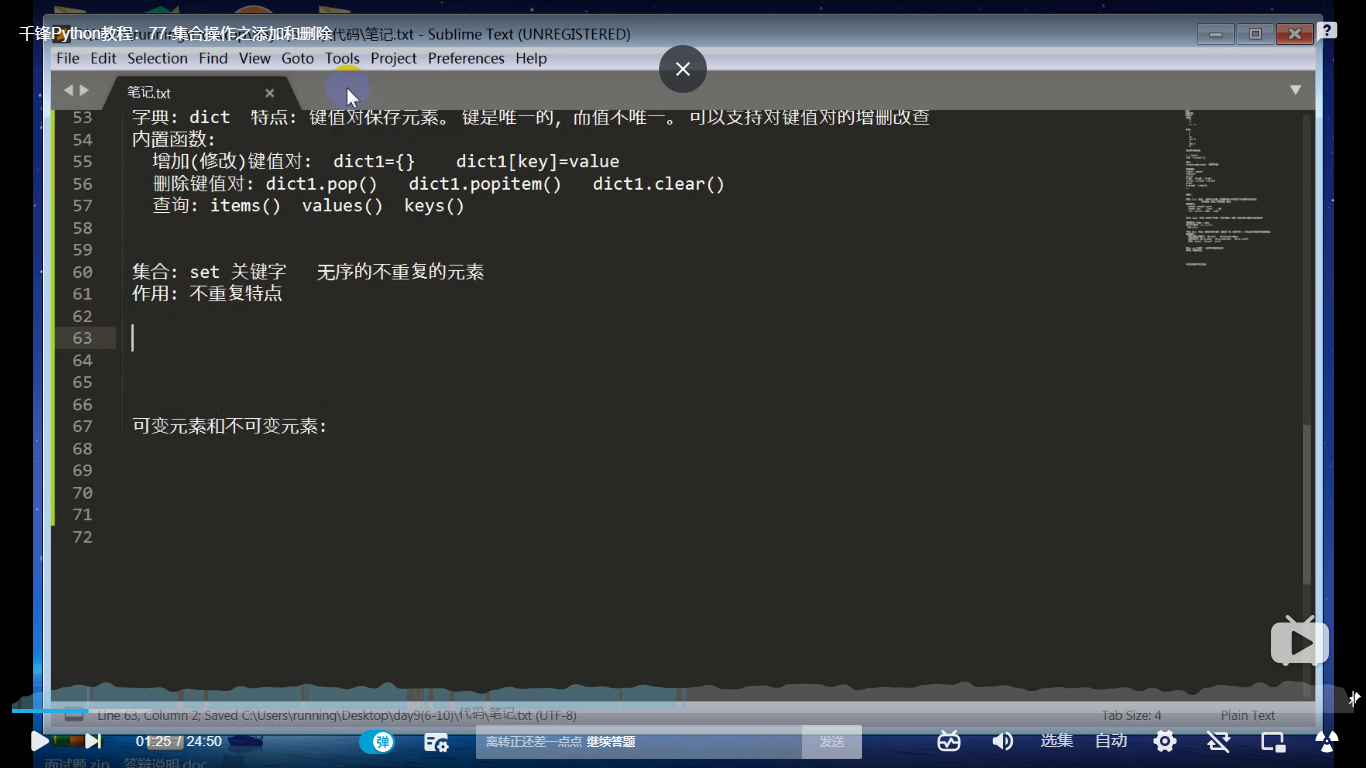 千锋Python教程：77.集合操作之添加和删除
代码\笔记.txt - Sublime Text (UNREGISTERED)
File Edit Selection Find View Goto Tools Project Preferences Help
笔记.txt
53 字典: dict 特点: 键值对保存元素。 键是唯一的, 而值不唯一。 可以支持对键值对的增删改查
54 内置函数:
55 增加(修改)键值对: dict1={} dict1[key]=value
56 删除键值对: dict1.pop() dict1.popitem() dict1.clear()
57 查询: items() values() keys()
58
59
60 集合: set 关键字 无序的不重复的元素
61 作用: 不重复特点
62
63
64
65
66
67 可变元素和不可变元素:
68
69
70
71
72
Line 63, Column 2; Saved C:\Users\running\Desktop\day9(6-10)\代码\笔记.txt (UTF-8) Tab Size: 4 Plain Text
01:25 / 24:50 弹 离转正还差一点点 继续答题 发送 选集 自动
面试题.zip 答辩说明.doc